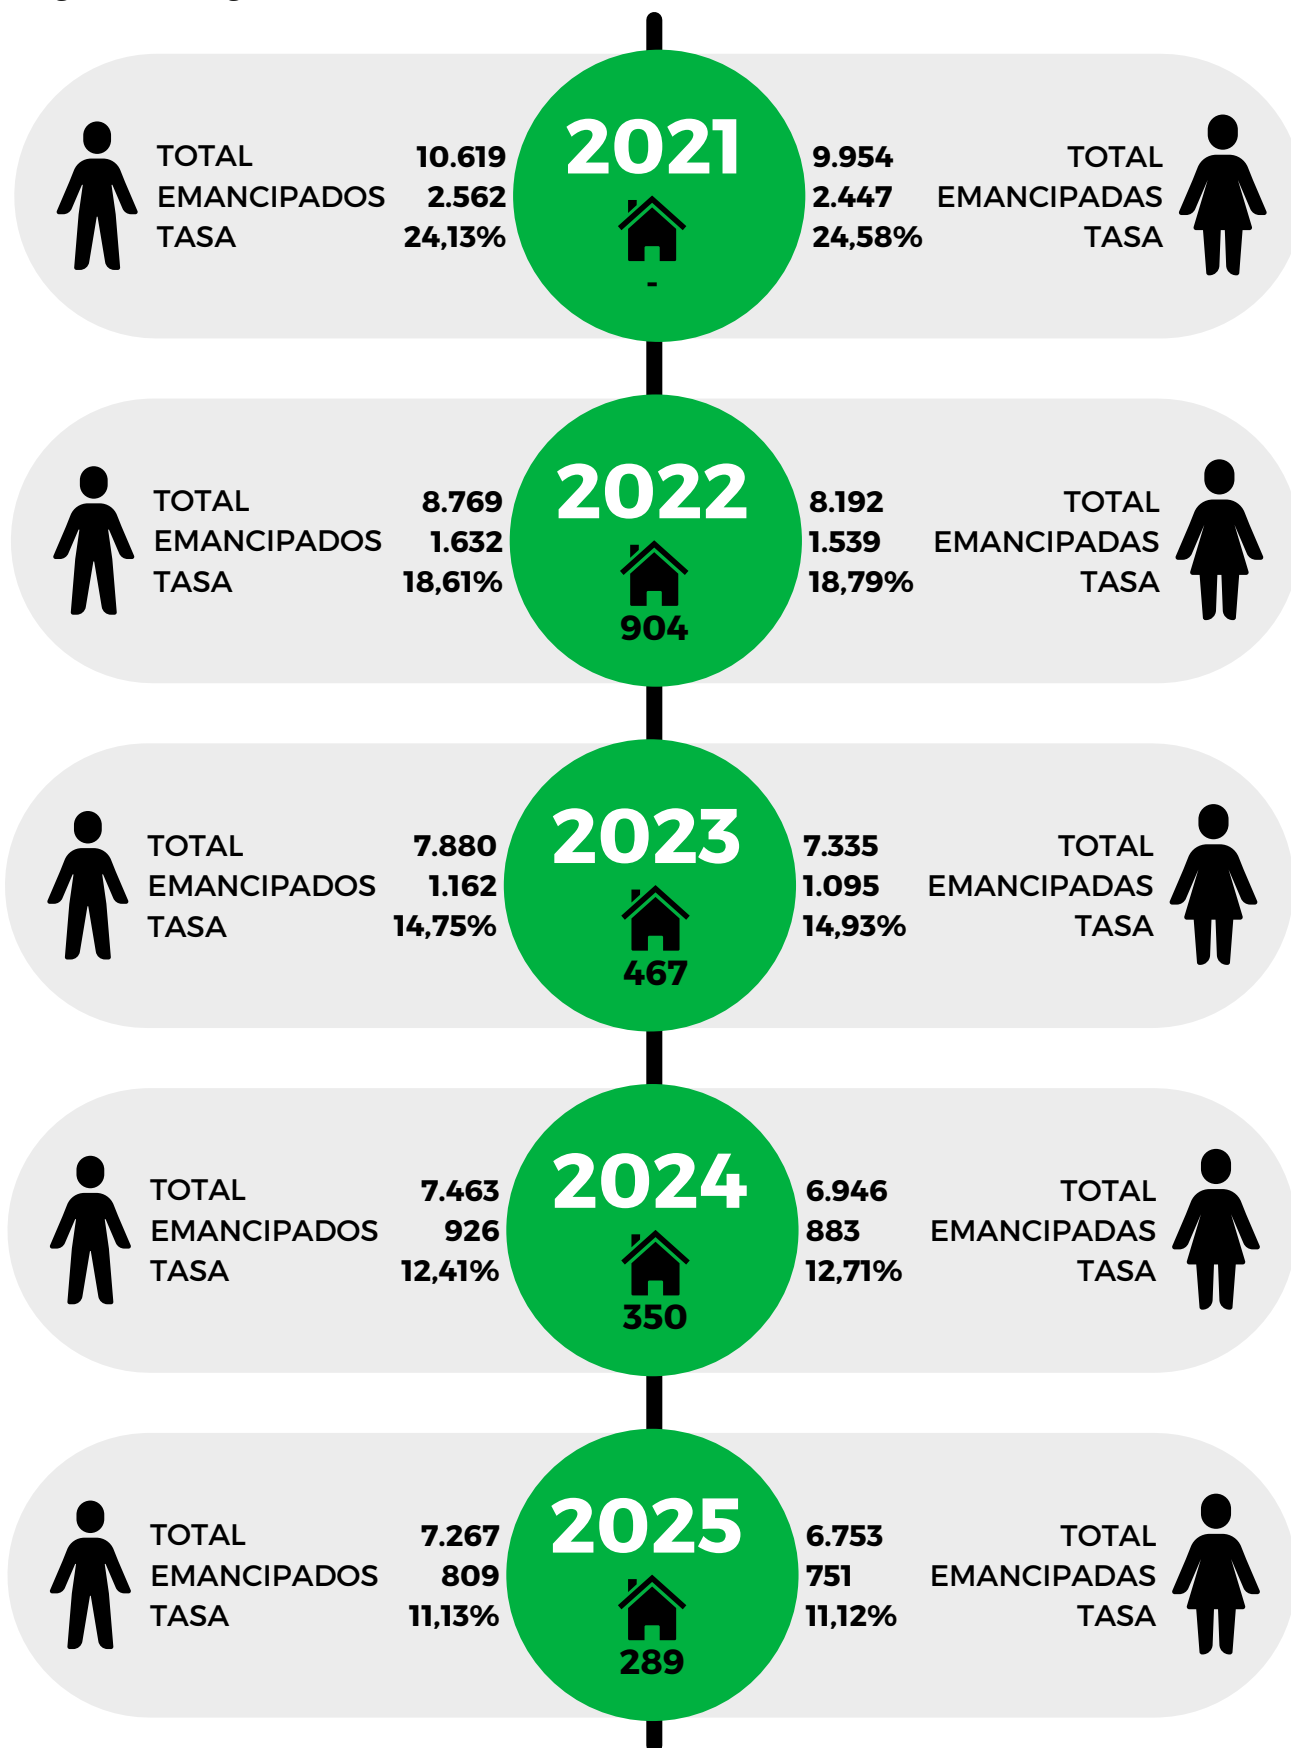 2021
TOTAL 10.619
EMANCIPADOS 2.562
TASA 24,13%
-
9.954 TOTAL
2.447 EMANCIPADAS
24,58% TASA
2022
TOTAL 8.769
EMANCIPADOS 1.632
TASA 18,61%
904
8.192 TOTAL
1.539 EMANCIPADAS
18,79% TASA
2023
TOTAL 7.880
EMANCIPADOS 1.162
TASA 14,75%
467
7.335 TOTAL
1.095 EMANCIPADAS
14,93% TASA
2024
TOTAL 7.463
EMANCIPADOS 926
TASA 12,41%
350
6.946 TOTAL
883 EMANCIPADAS
12,71% TASA
2025
TOTAL 7.267
EMANCIPADOS 809
TASA 11,13%
289
6.753 TOTAL
751 EMANCIPADAS
11,12% TASA